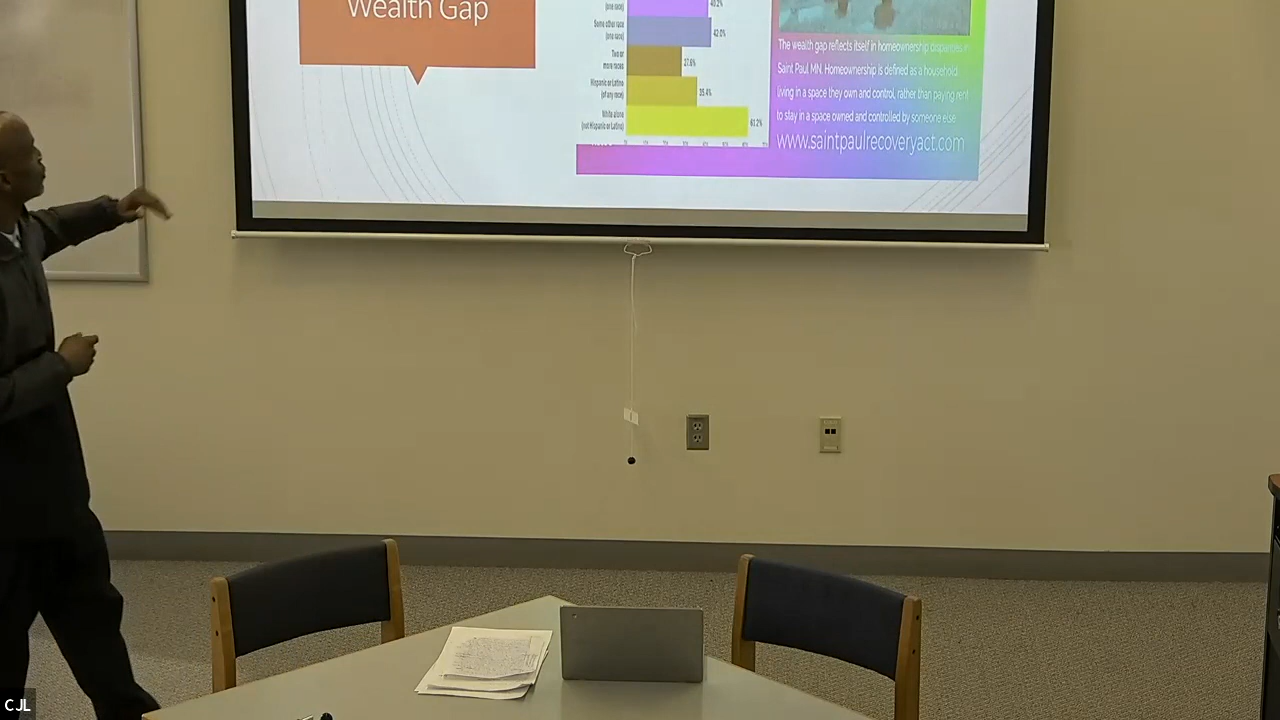 Wealth Gap
Some other race
(one race)
42.0%
Two or
more races
27.6%
Hispanic or Latino
(of any race)
35.4%
White alone
(not Hispanic or Latino)
61.2%
The wealth gap reflects itself in homeownership disparities in
Saint Paul MN. Homeownership is defined as a household
living in a space they own and control, rather than paying rent
to stay in a space owned and controlled by someone else.
www.saintpaulrecoveryact.com
CJL